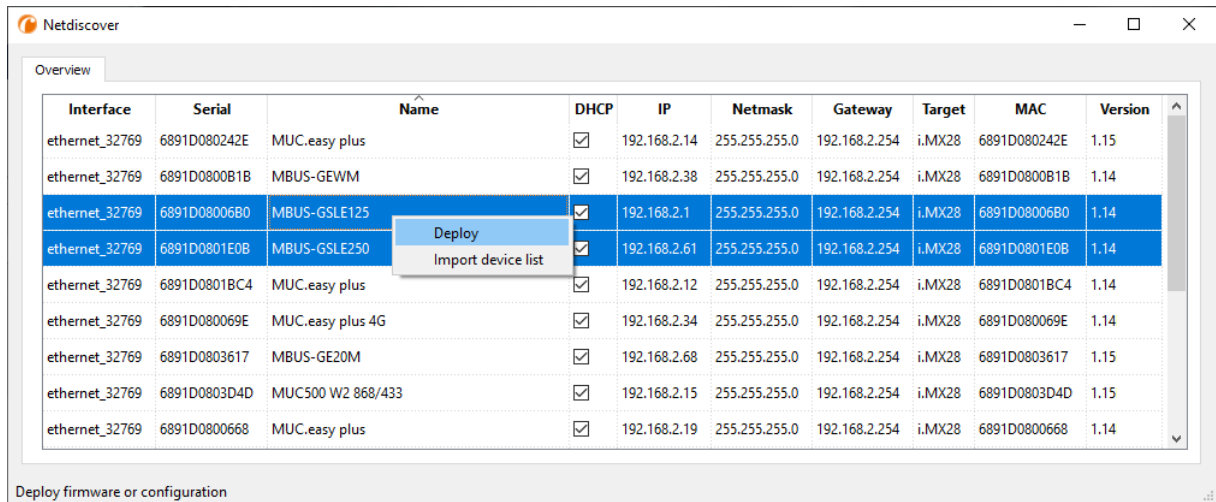 Netdiscover
Overview
Interface Serial Name DHCP IP Netmask Gateway Target MAC Version
ethernet_32769 6891D080242E MUC.easy plus 192.168.2.14 255.255.255.0 192.168.2.254 i.MX28 6891D080242E 1.15
ethernet_32769 6891D0800B1B MBUS-GEWM 192.168.2.38 255.255.255.0 192.168.2.254 i.MX28 6891D0800B1B 1.14
ethernet_32769 6891D08006B0 MBUS-GSLE125 192.168.2.1 255.255.255.0 192.168.2.254 i.MX28 6891D08006B0 1.14
Deploy
ethernet_32769 6891D0801E0B MBUS-GSLE250 192.168.2.61 255.255.255.0 192.168.2.254 i.MX28 6891D0801E0B 1.14
Import device list
ethernet_32769 6891D0801BC4 MUC.easy plus 192.168.2.12 255.255.255.0 192.168.2.254 i.MX28 6891D0801BC4 1.14
ethernet_32769 6891D080069E MUC.easy plus 4G 192.168.2.34 255.255.255.0 192.168.2.254 i.MX28 6891D080069E 1.14
ethernet_32769 6891D0803617 MBUS-GE20M 192.168.2.68 255.255.255.0 192.168.2.254 i.MX28 6891D0803617 1.15
ethernet_32769 6891D0803D4D MUC500 W2 868/433 192.168.2.15 255.255.255.0 192.168.2.254 i.MX28 6891D0803D4D 1.15
ethernet_32769 6891D0800668 MUC.easy plus 192.168.2.19 255.255.255.0 192.168.2.254 i.MX28 6891D0800668 1.14
Deploy firmware or configuration